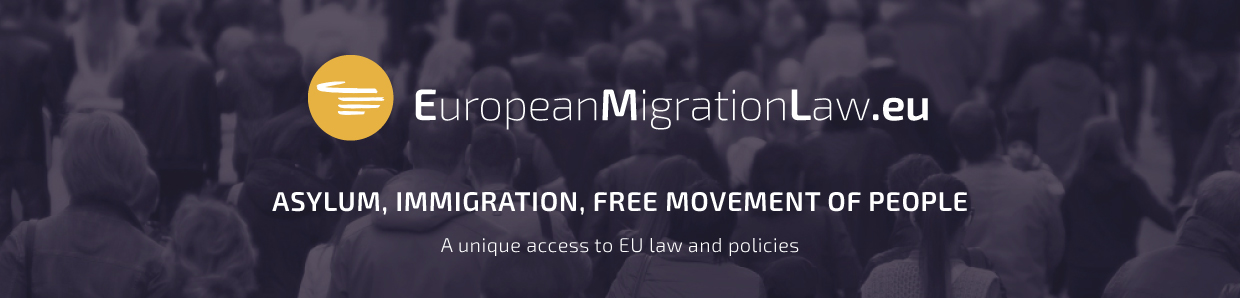 EuropeanMigrationLaw.eu
ASYLUM, IMMIGRATION, FREE MOVEMENT OF PEOPLE
A unique access to EU law and policies